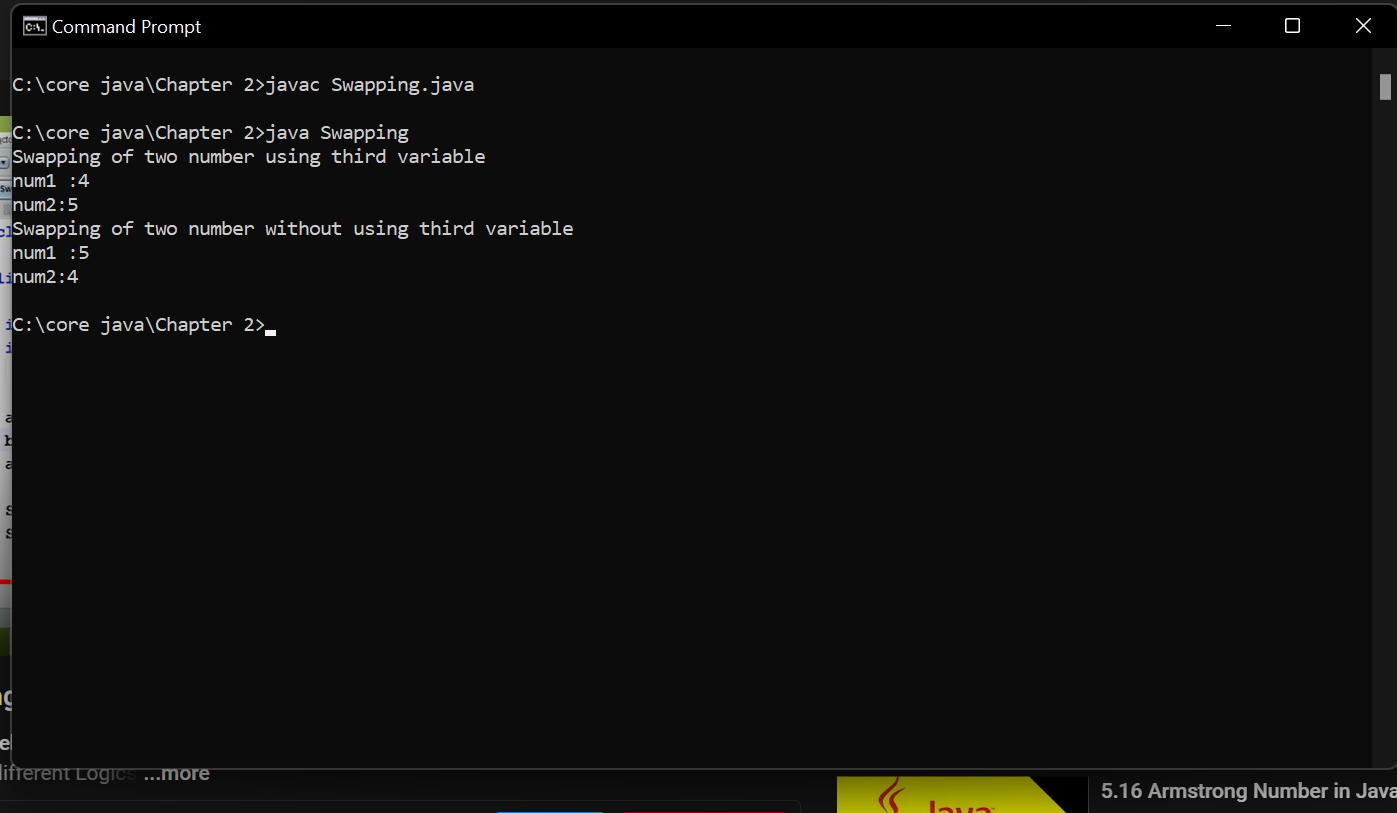 Command Prompt
C:\core java\Chapter 2>javac Swapping.java
C:\core java\Chapter 2>java Swapping
Swapping of two number using third variable
num1 :4
num2:5
Swapping of two number without using third variable
num1 :5
num2:4
C:\core java\Chapter 2>
ifferent Logics ...more
Java
5.16 Armstrong Number in Java